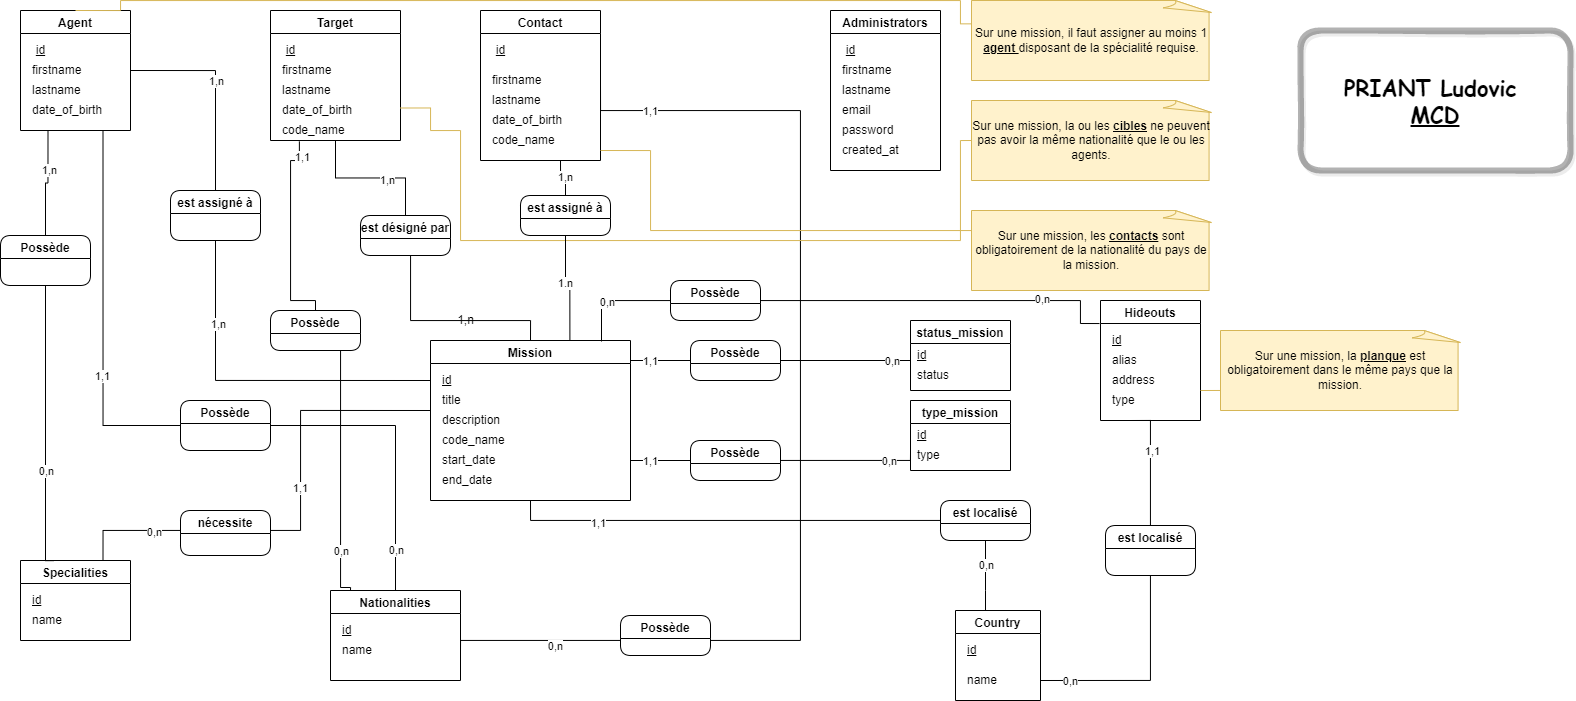 Agent
id
firstname
lastname
date_of_birth
Target
id
firstname
lastname
date_of_birth
code_name
Contact
id
firstname
lastname
date_of_birth
code_name
Administrators
id
firstname
lastname
email
password
created_at
Sur une mission, il faut assigner au moins 1
agent disposant de la spécialité requise.
Sur une mission, la ou les cibles ne peuvent
pas avoir la même nationalité que le ou les
agents.
Sur une mission, les contacts sont
obligatoirement de la nationalité du pays de
la mission.
PRIANT Ludovic
MCD
1,n
1,n
1,1
1,n
1,n
1,1
est assigné à
Possède
est désigné par
est assigné à
1,n
1,n
1.n
Possède
Possède
0,n
0,n
Mission
id
title
description
code_name
start_date
end_date
1,1
Possède
0,n
status_mission
id
status
1,1
Possède
0,n
type_mission
id
type
Hideouts
id
alias
address
type
Sur une mission, la planque est
obligatoirement dans le même pays que la
mission.
1,1
Possède
0,n
nécessite
0,n
1,1
0,n
0,n
1,1
est localisé
0,n
1,1
est localisé
Specialities
id
name
Nationalities
id
name
0,n
Possède
Country
id
name
0,n